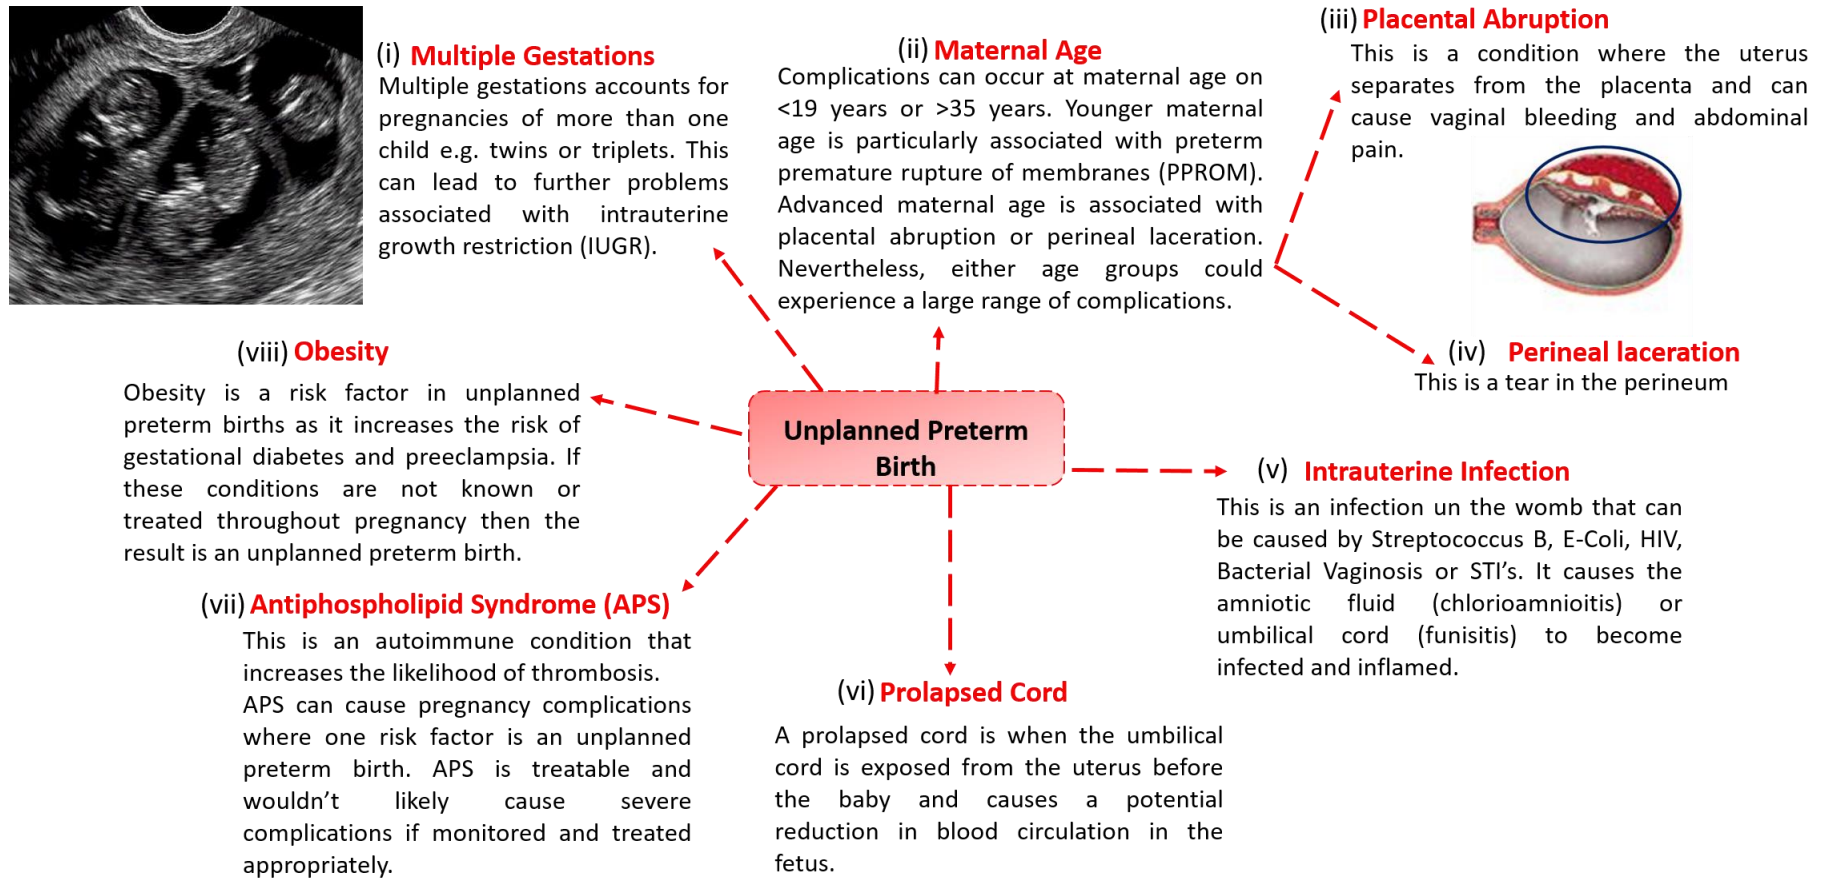 (i) Multiple Gestations
Multiple gestations accounts for
pregnancies of more than one
child e.g. twins or triplets. This
can lead to further problems
associated with intrauterine
growth restriction (IUGR).
(ii) Maternal Age
Complications can occur at maternal age on
<19 years or >35 years. Younger maternal
age is particularly associated with preterm
premature rupture of membranes (PPROM).
Advanced maternal age is associated with
placental abruption or perineal laceration.
Nevertheless, either age groups could
experience a large range of complications.
(iii) Placental Abruption
This is a condition where the uterus
separates from the placenta and can
cause vaginal bleeding and abdominal
pain.
(iv) Perineal laceration
This is a tear in the perineum
(viii) Obesity
Obesity is a risk factor in unplanned
preterm births as it increases the risk of
gestational diabetes and preeclampsia. If
these conditions are not known or
treated throughout pregnancy then the
result is an unplanned preterm birth.
Unplanned Preterm
Birth
(v) Intrauterine Infection
This is an infection un the womb that can
be caused by Streptococcus B, E-Coli, HIV,
Bacterial Vaginosis or STI’s. It causes the
amniotic fluid (chlorioamnioitis) or
umbilical cord (funisitis) to become
infected and inflamed.
(vii) Antiphospholipid Syndrome (APS)
This is an autoimmune condition that
increases the likelihood of thrombosis.
APS can cause pregnancy complications
where one risk factor is an unplanned
preterm birth. APS is treatable and
wouldn’t likely cause severe
complications if monitored and treated
appropriately.
(vi) Prolapsed Cord
A prolapsed cord is when the umbilical
cord is exposed from the uterus before
the baby and causes a potential
reduction in blood circulation in the
fetus.